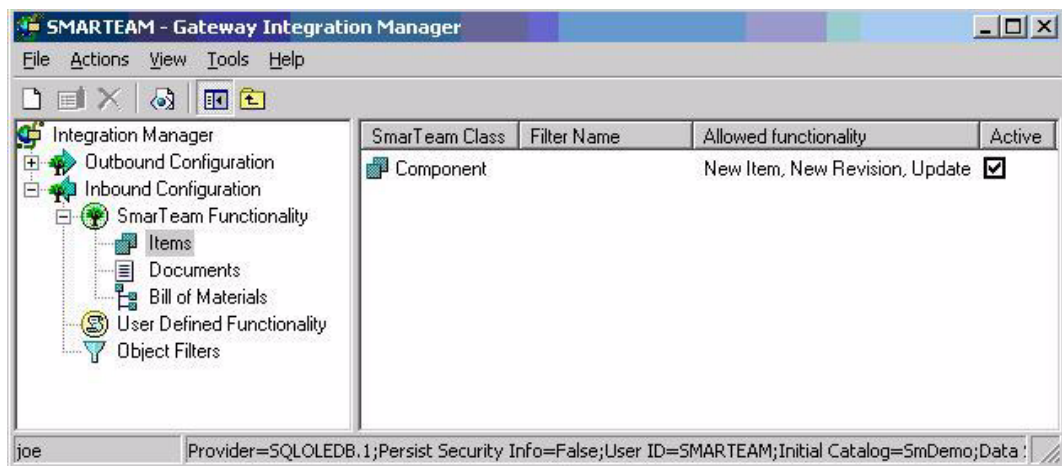 SMARTEAM - Gateway Integration Manager
File Actions View Tools Help
Integration Manager
Outbound Configuration
Inbound Configuration
SmarTeam Functionality
Items
Documents
Bill of Materials
User Defined Functionality
Object Filters
SmarTeam Class Filter Name Allowed functionality Active
Component New Item, New Revision, Update
joe Provider=SQLOLEDB.1;Persist Security Info=False;User ID=SMARTEAM;Initial Catalog=SmDemo;Data